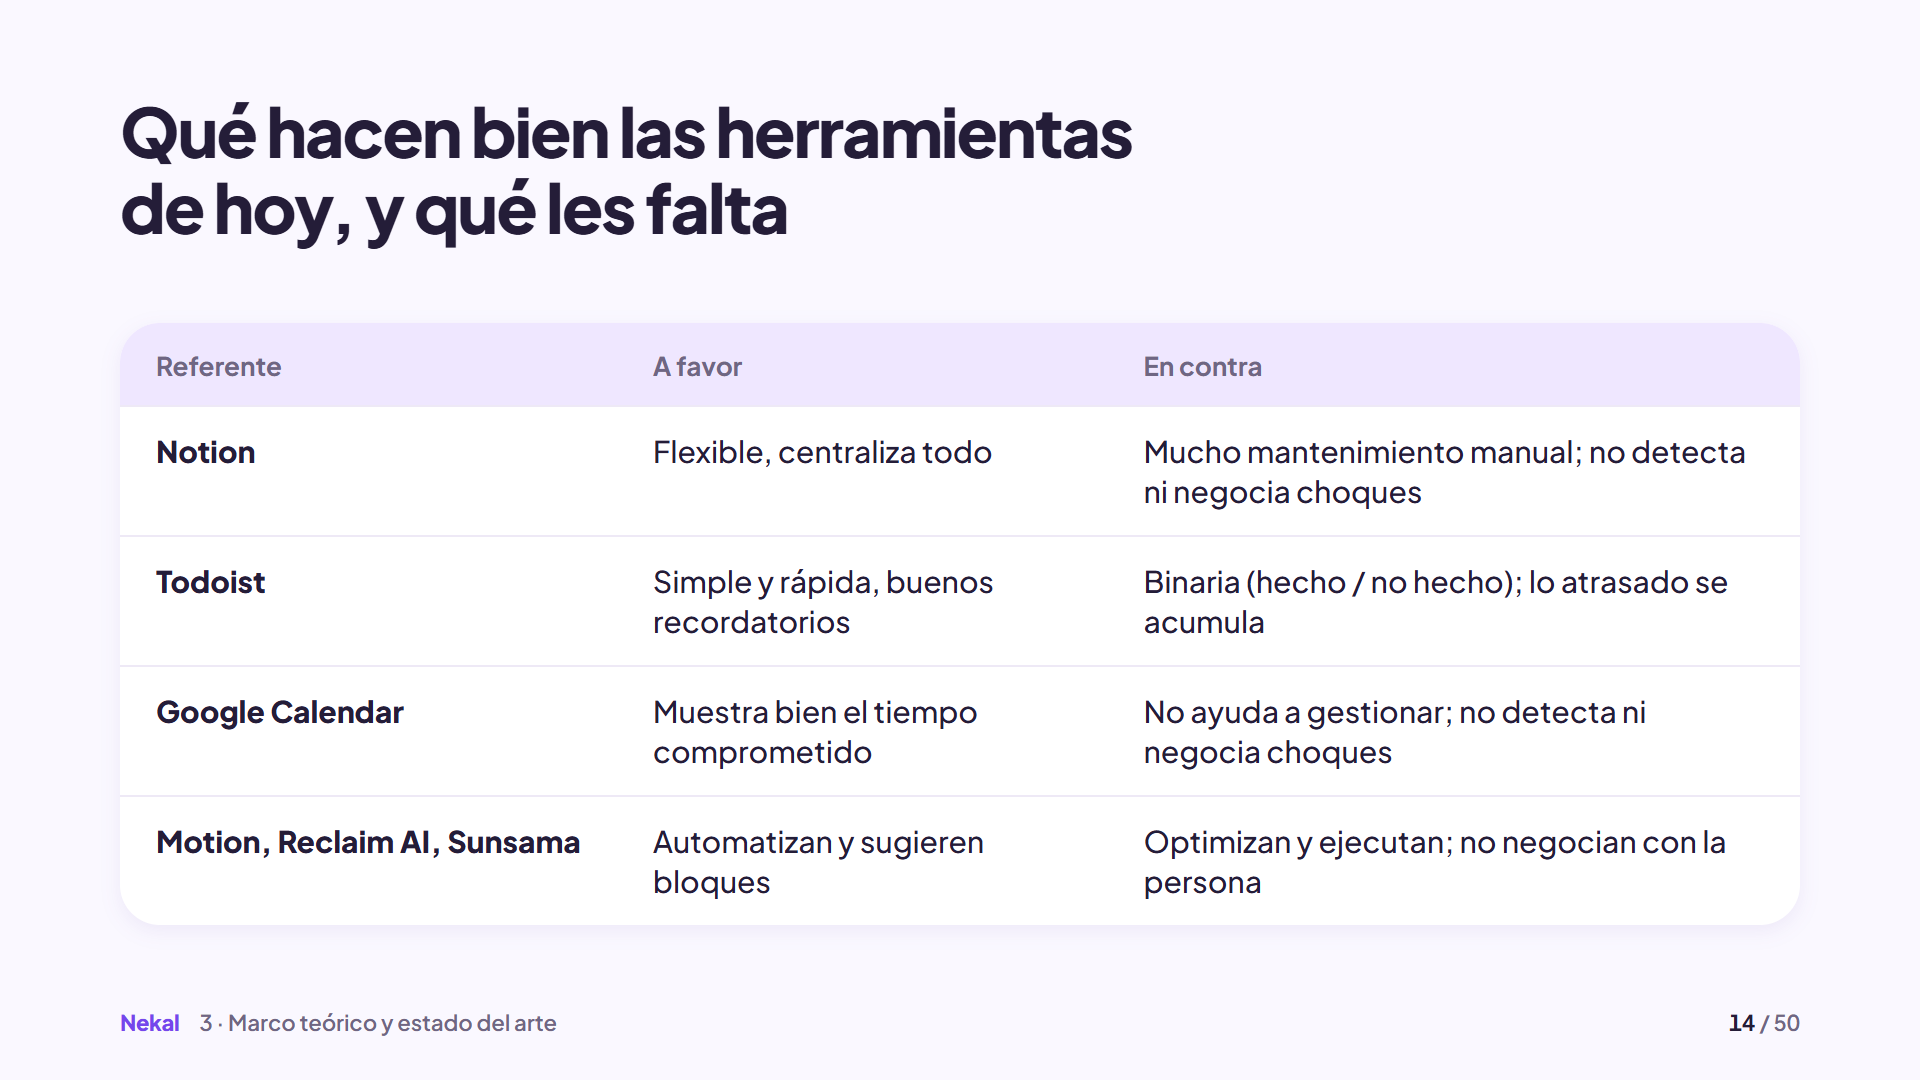 Qué hacen bien las herramientas
de hoy, y qué les falta
Referente
A favor
En contra
Notion
Flexible, centraliza todo
Mucho mantenimiento manual; no detecta
ni negocia choques
Todoist
Simple y rápida, buenos
recordatorios
Binaria (hecho / no hecho); lo atrasado se
acumula
Google Calendar
Muestra bien el tiempo
comprometido
No ayuda a gestionar; no detecta ni
negocia choques
Motion, Reclaim AI, Sunsama
Automatizan y sugieren
bloques
Optimizan y ejecutan; no negocian con la
persona
Nekal 3 · Marco teórico y estado del arte
14 / 50